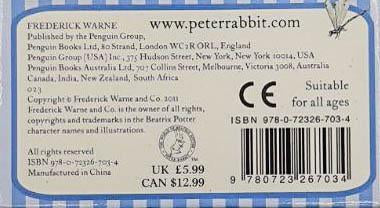 FREDERICK WARNE
Published by the Penguin Group,
Penguin Books Ltd, 80 Strand, London WC2R ORL, England
Penguin Group [USA] Inc., 375 Hudson Street, New York, New York 10014, USA
Penguin Books Australia Ltd, 707 Collins Street, Melbourne, Victoria 3008, Australia
Canada, India, New Zealand, South Africa
023
Copyright © Frederick Warne and Co. 2011
Frederick Warne and Co. is the owner of all rights,
copyrights and trademarks in the Beatrix Potter
character names and illustrations.
All rights reserved
ISBN 978-0-72326-703-4
Manufactured in China
www.peterrabbit.com
CE
Suitable
for all ages
UK £5.99
CAN $12.99
ISBN 978-0-72326-703-4
9 780723 267034